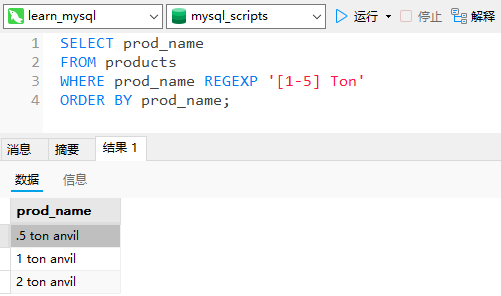 learn_mysql mysql_scripts 运行 停止 解释
1 SELECT prod_name
2 FROM products
3 WHERE prod_name REGEXP '[1-5] Ton'
4 ORDER BY prod_name;
消息 摘要 结果 1
数据 信息
prod_name
.5 ton anvil
1 ton anvil
2 ton anvil